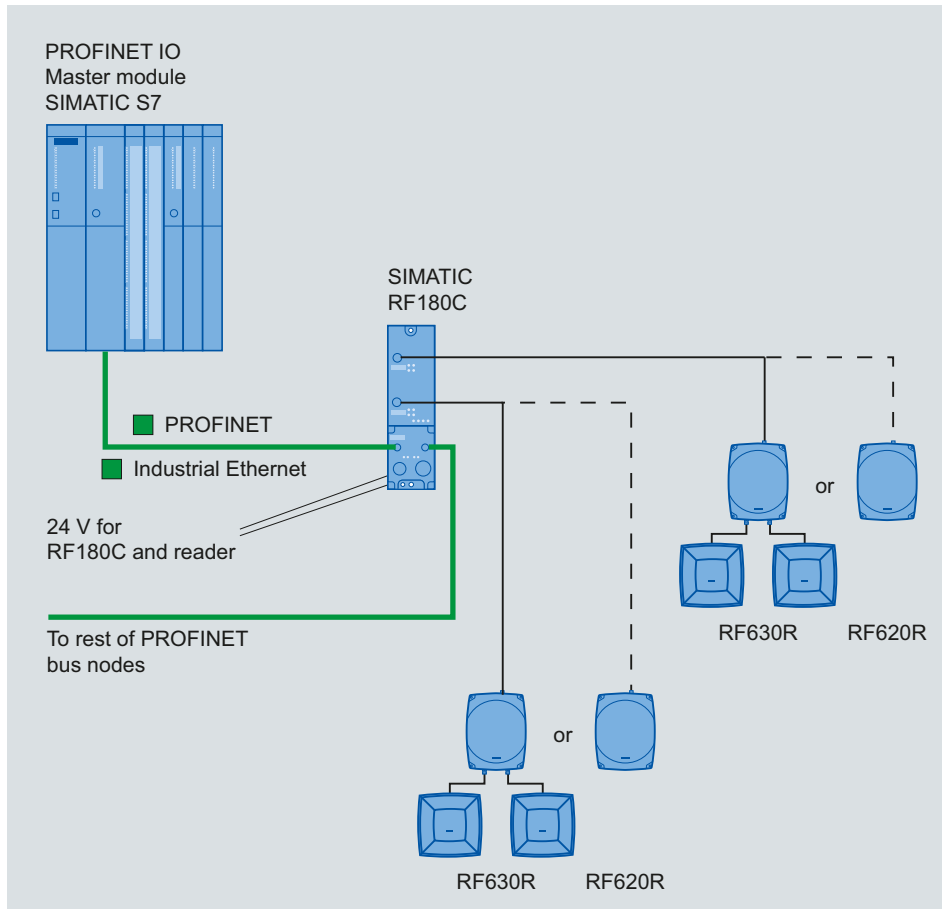 PROFINET IO
Master module
SIMATIC S7
SIMATIC
RF180C
PROFINET
Industrial Ethernet
24 V for
RF180C and reader
To rest of PROFINET
bus nodes
or
RF630R
RF620R
or
RF630R
RF620R